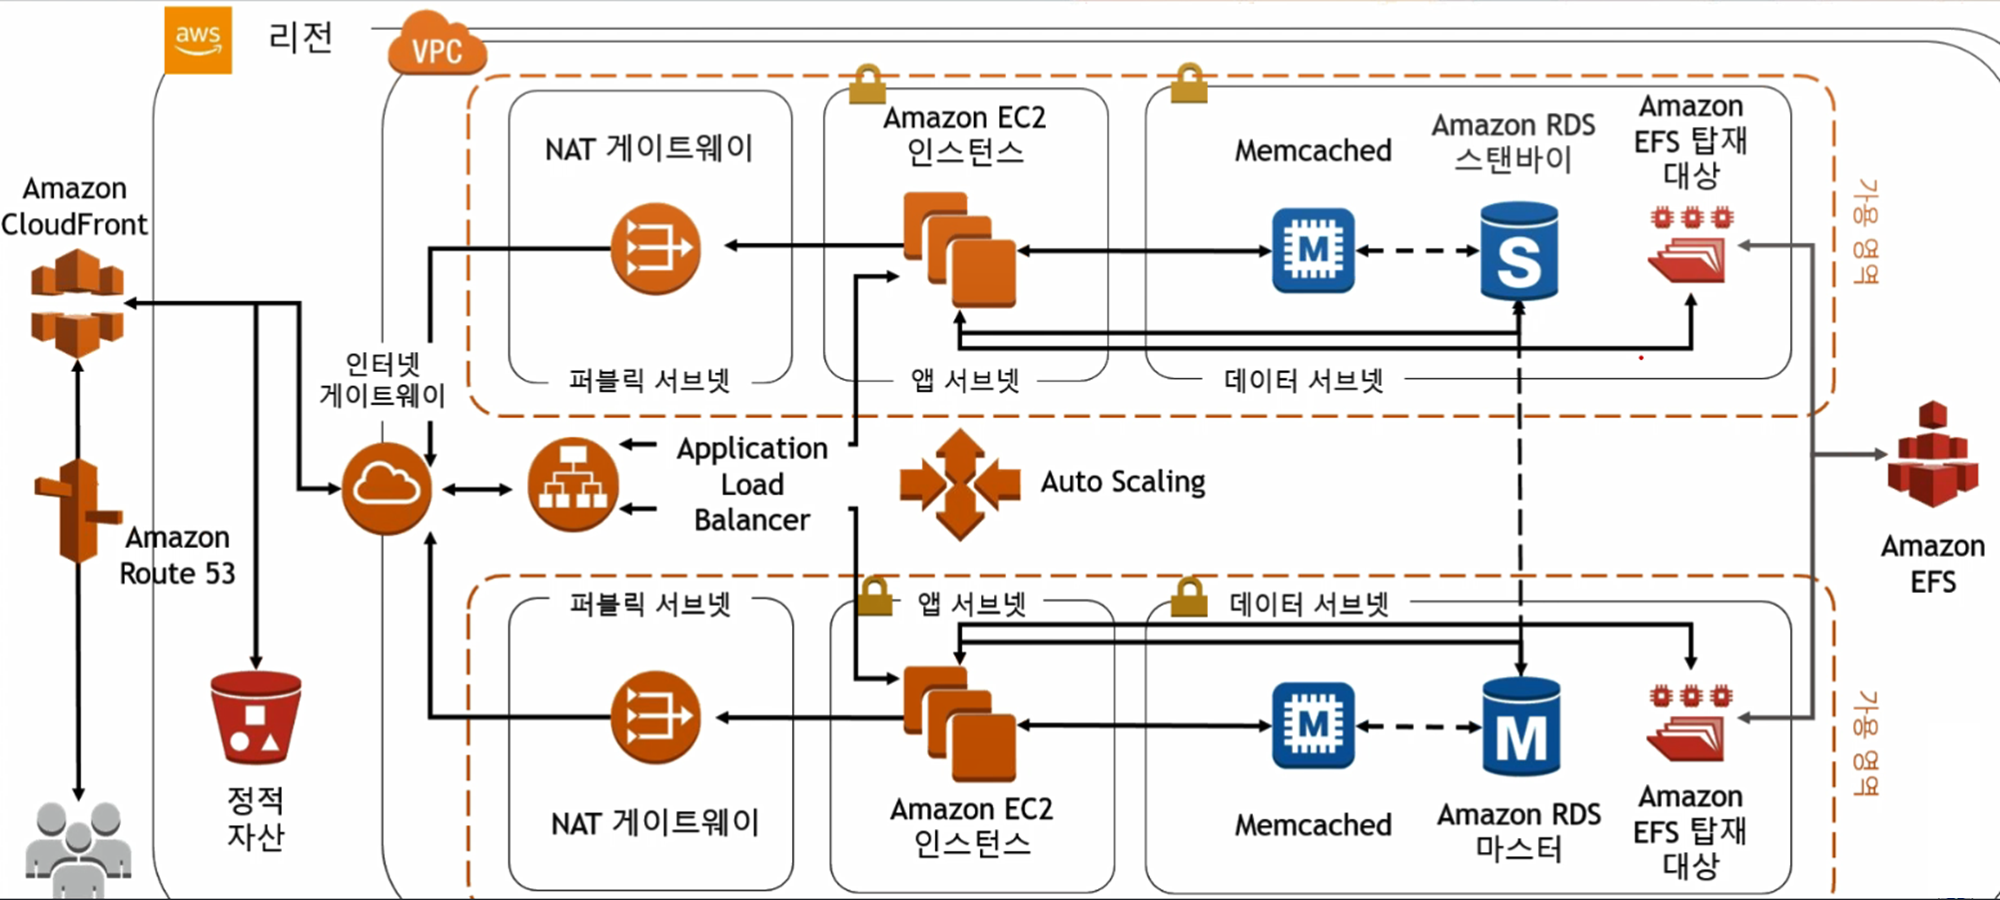 aws
리전
VPC
NAT 게이트웨이
Amazon EC2
인스턴스
Memcached
Amazon RDS
스탠바이
Amazon
EFS 탑재
대상
가용 영역
Amazon
CloudFront
M
S
인터넷
게이트웨이
퍼블릭 서브넷
앱 서브넷
데이터 서브넷
Application
Load
Balancer
Auto Scaling
Amazon
Route 53
Amazon
EFS
퍼블릭 서브넷
앱 서브넷
데이터 서브넷
M
M
가용 영역
정적
자산
NAT 게이트웨이
Amazon EC2
인스턴스
Memcached
Amazon RDS
마스터
Amazon
EFS 탑재
대상